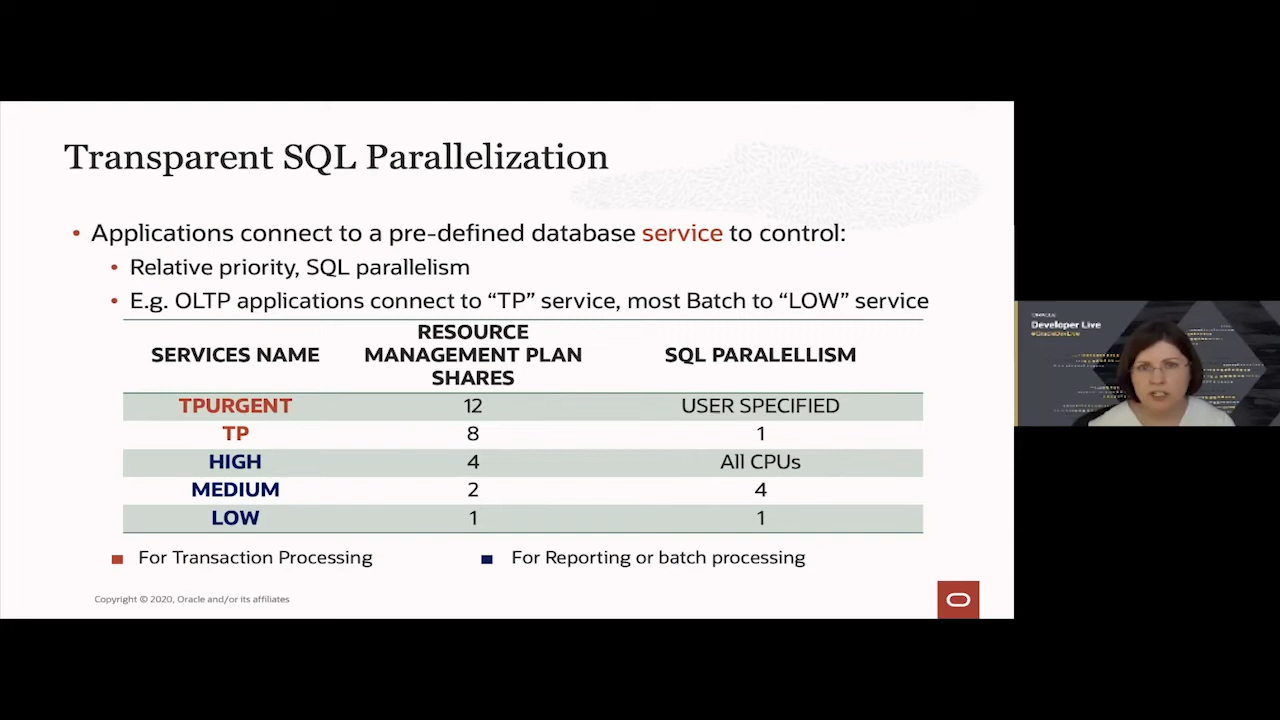 Transparent SQL Parallelization
• Applications connect to a pre-defined database service to control:
• Relative priority, SQL parallelism
• E.g. OLTP applications connect to “TP” service, most Batch to “LOW” service
SERVICES NAME RESOURCE MANAGEMENT PLAN SHARES SQL PARALELLISM
TPURGENT 12 USER SPECIFIED
TP 8 1
HIGH 4 All CPUs
MEDIUM 2 4
LOW 1 1
For Transaction Processing For Reporting or batch processing
Copyright © 2020, Oracle and/or its affiliates
ORACLE
Developer Live
#OracleDevLive